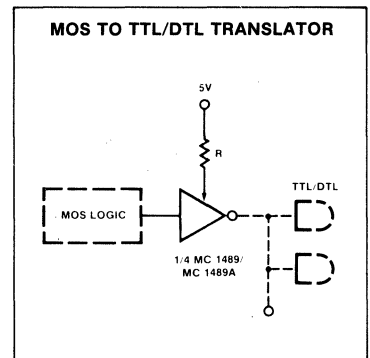 MOS TO TTL/DTL TRANSLATOR
5V
R
TTL/DTL
MOS LOGIC
1/4 MC 1489/
MC 1489A